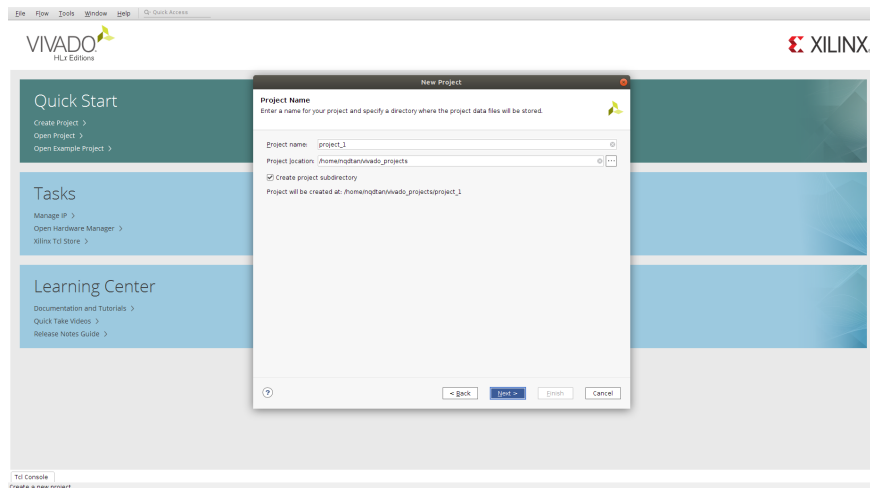 File Flow Tools Window Help Quick Access
VIVADO
HLx Editions
XILINX
Quick Start
Create Project >
Open Project >
Open Example Project >
Tasks
Manage IP >
Open Hardware Manager >
Xilinx Tcl Store >
Learning Center
Documentation and Tutorials >
Quick Take Videos >
Release Notes Guide >
New Project
Project Name
Enter a name for your project and specify a directory where the project data files will be stored.
Project name: project_1
Project location: /home/nqdtan/vivado_projects
Create project subdirectory
Project will be created at: /home/nqdtan/vivado_projects/project_1
? < Back Next > Finish Cancel
Tcl Console
Create a new project